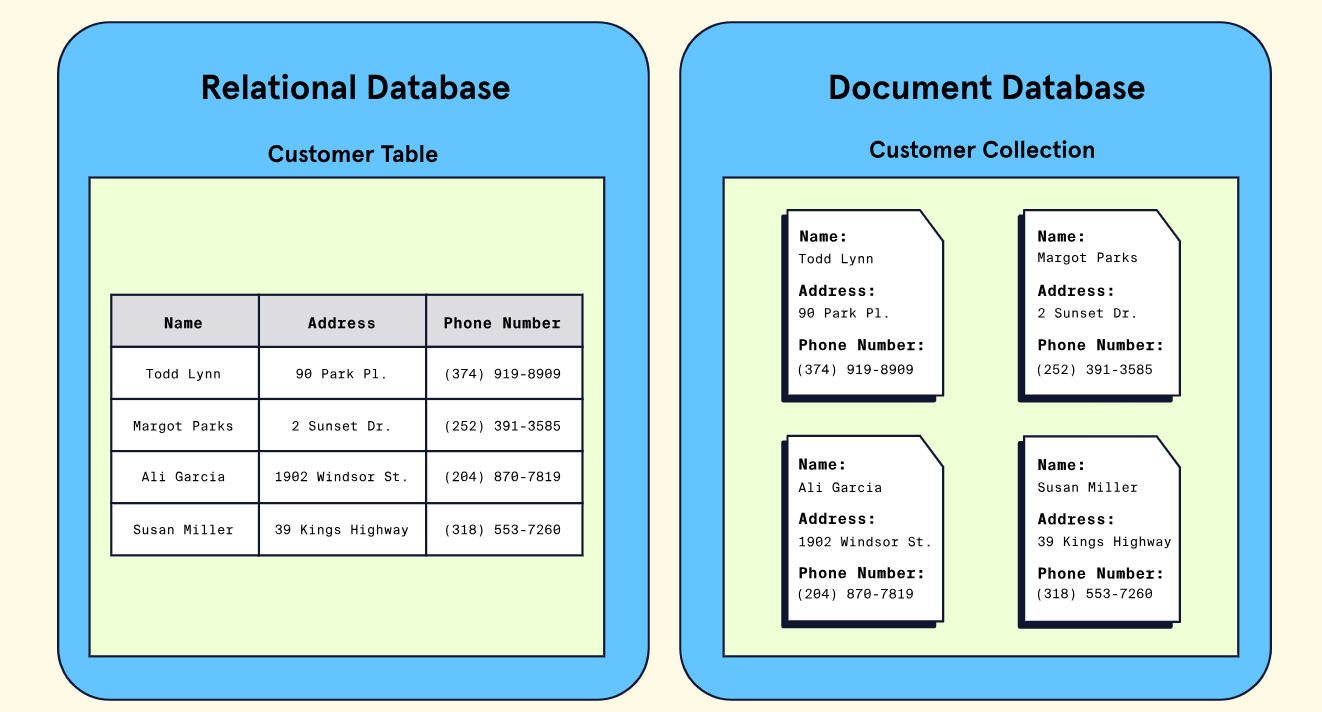 Relational Database
Customer Table
Name Address Phone Number
Todd Lynn 90 Park Pl. (374) 919-8909
Margot Parks 2 Sunset Dr. (252) 391-3585
Ali Garcia 1902 Windsor St. (204) 870-7819
Susan Miller 39 Kings Highway (318) 553-7260
Document Database
Customer Collection
Name:
Todd Lynn
Address:
90 Park Pl.
Phone Number:
(374) 919-8909
Name:
Margot Parks
Address:
2 Sunset Dr.
Phone Number:
(252) 391-3585
Name:
Ali Garcia
Address:
1902 Windsor St.
Phone Number:
(204) 870-7819
Name:
Susan Miller
Address:
39 Kings Highway
Phone Number:
(318) 553-7260